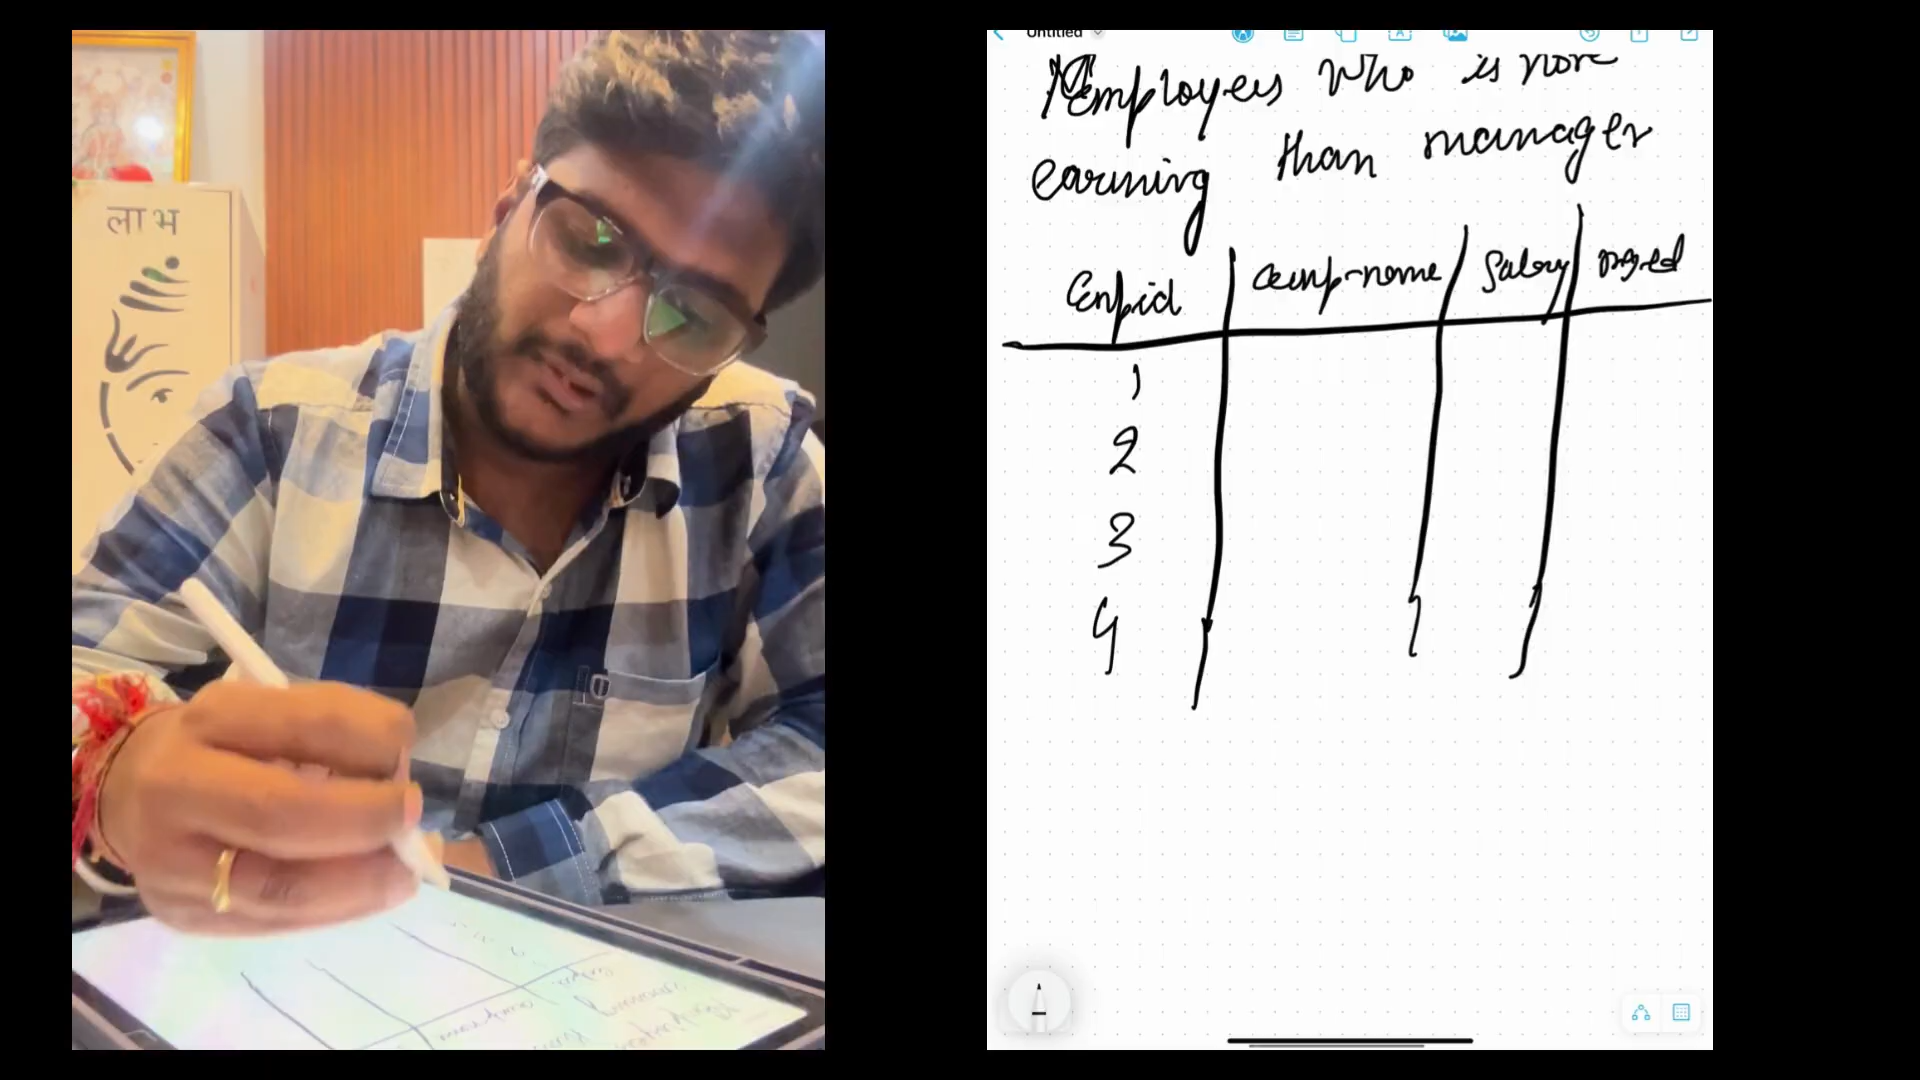 लाभ
Untitled
Employees who is more
earning than manager
Empid emp-name Salary mgrid
1
2
3
4